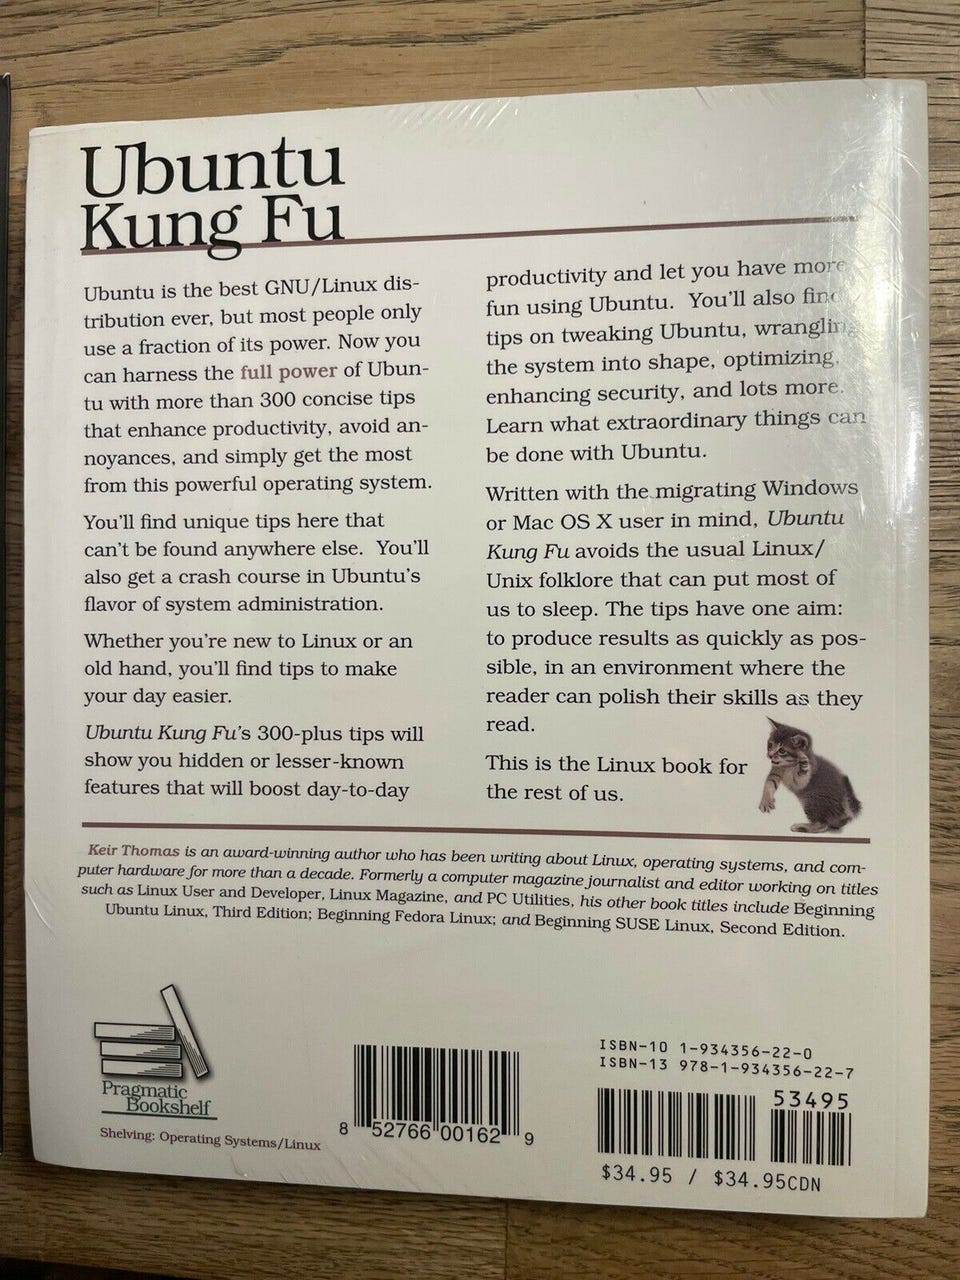 Ubuntu
Kung Fu
Ubuntu is the best GNU/Linux dis-
tribution ever, but most people only
use a fraction of its power. Now you
can harness the full power of Ubun-
tu with more than 300 concise tips
that enhance productivity, avoid an-
noyances, and simply get the most
from this powerful operating system.
You'll find unique tips here that
can't be found anywhere else. You'll
also get a crash course in Ubuntu's
flavor of system administration.
Whether you're new to Linux or an
old hand, you'll find tips to make
your day easier.
Ubuntu Kung Fu's 300-plus tips will
show you hidden or lesser-known
features that will boost day-to-day
productivity and let you have more
fun using Ubuntu. You'll also find
tips on tweaking Ubuntu, wrangling
the system into shape, optimizing,
enhancing security, and lots more.
Learn what extraordinary things can
be done with Ubuntu.
Written with the migrating Windows
or Mac OS X user in mind, Ubuntu
Kung Fu avoids the usual Linux/
Unix folklore that can put most of
us to sleep. The tips have one aim:
to produce results as quickly as pos-
sible, in an environment where the
reader can polish their skills as they
read.
This is the Linux book for
the rest of us.
Keir Thomas is an award-winning author who has been writing about Linux, operating systems, and com-
puter hardware for more than a decade. Formerly a computer magazine journalist and editor working on titles
such as Linux User and Developer, Linux Magazine, and PC Utilities, his other book titles include Beginning
Ubuntu Linux, Third Edition; Beginning Fedora Linux; and Beginning SUSE Linux, Second Edition.
Pragmatic
Bookshelf
Shelving: Operating Systems/Linux
8 52766 00162 9
ISBN-10 1-934356-22-0
ISBN-13 978-1-934356-22-7
53495
$34.95 / $34.95CDN